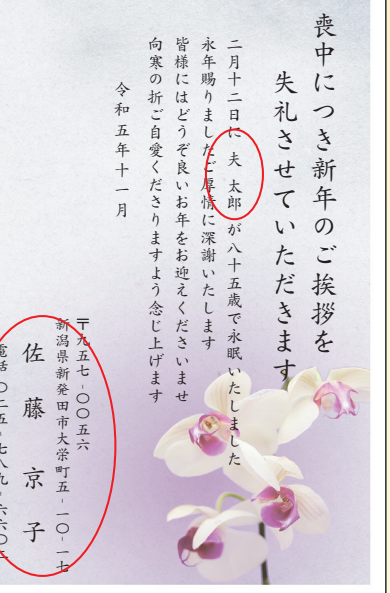 喪中につき新年のご挨拶を
失礼させていただきます
二月十二日に 夫 太郎 が八十五歳で永眠いたしました
永年賜りましたご厚情に深謝いたします
皆様にはどうぞ良いお年をお迎えくださいませ
向寒の折ご自愛くださりますよう念じ上げます
令和五年十一月
〒九五七-〇〇五六
新潟県新発田市大栄町五-一〇-一七
佐藤京子